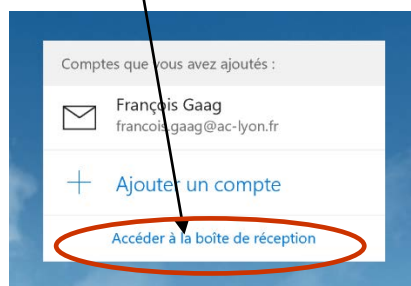 Comptes que vous avez ajoutés :
François Gaag
francois.gaag@ac-lyon.fr
Ajouter un compte
Accéder à la boîte de réception